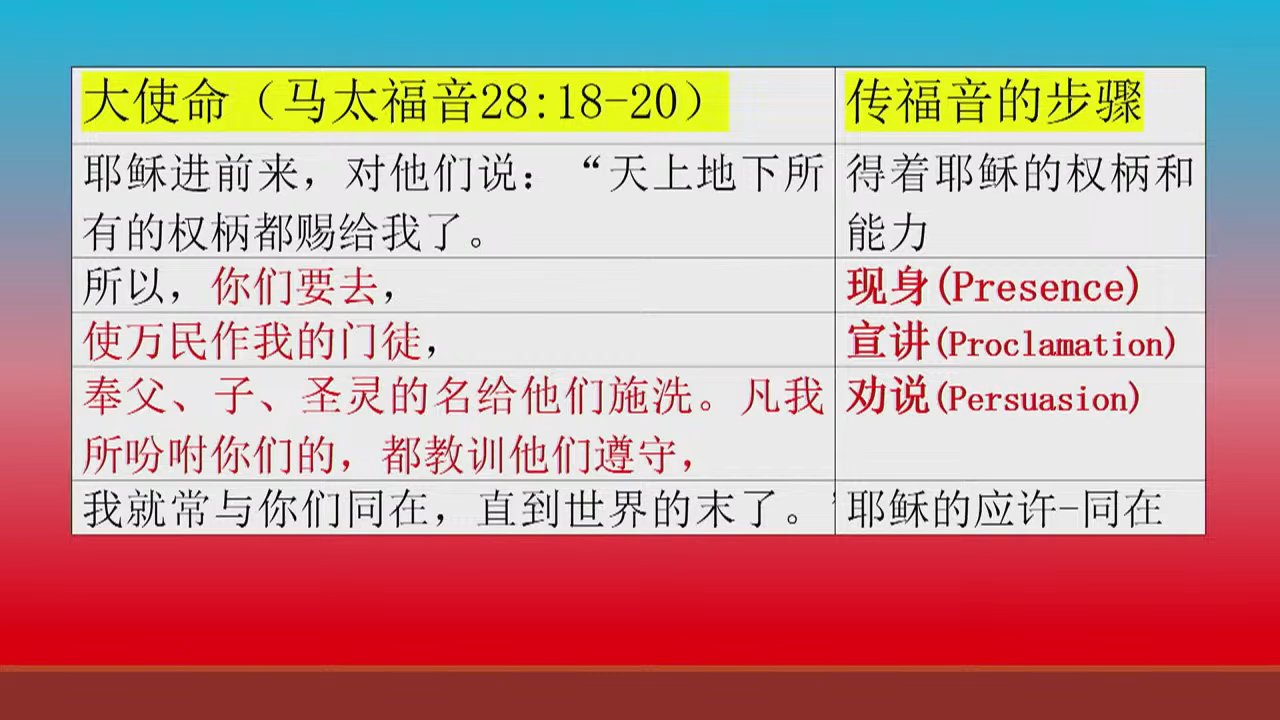 大使命（马太福音28:18-20）
传福音的步骤
耶稣进前来，对他们说：“天上地下所
有的权柄都赐给我了。
得着耶稣的权柄和
能力
所以，你们要去，
现身(Presence)
使万民作我的门徒，
宣讲(Proclamation)
奉父、子、圣灵的名给他们施洗。凡我
所吩咐你们的，都教训他们遵守，
劝说(Persuasion)
我就常与你们同在，直到世界的末了。”
耶稣的应许-同在